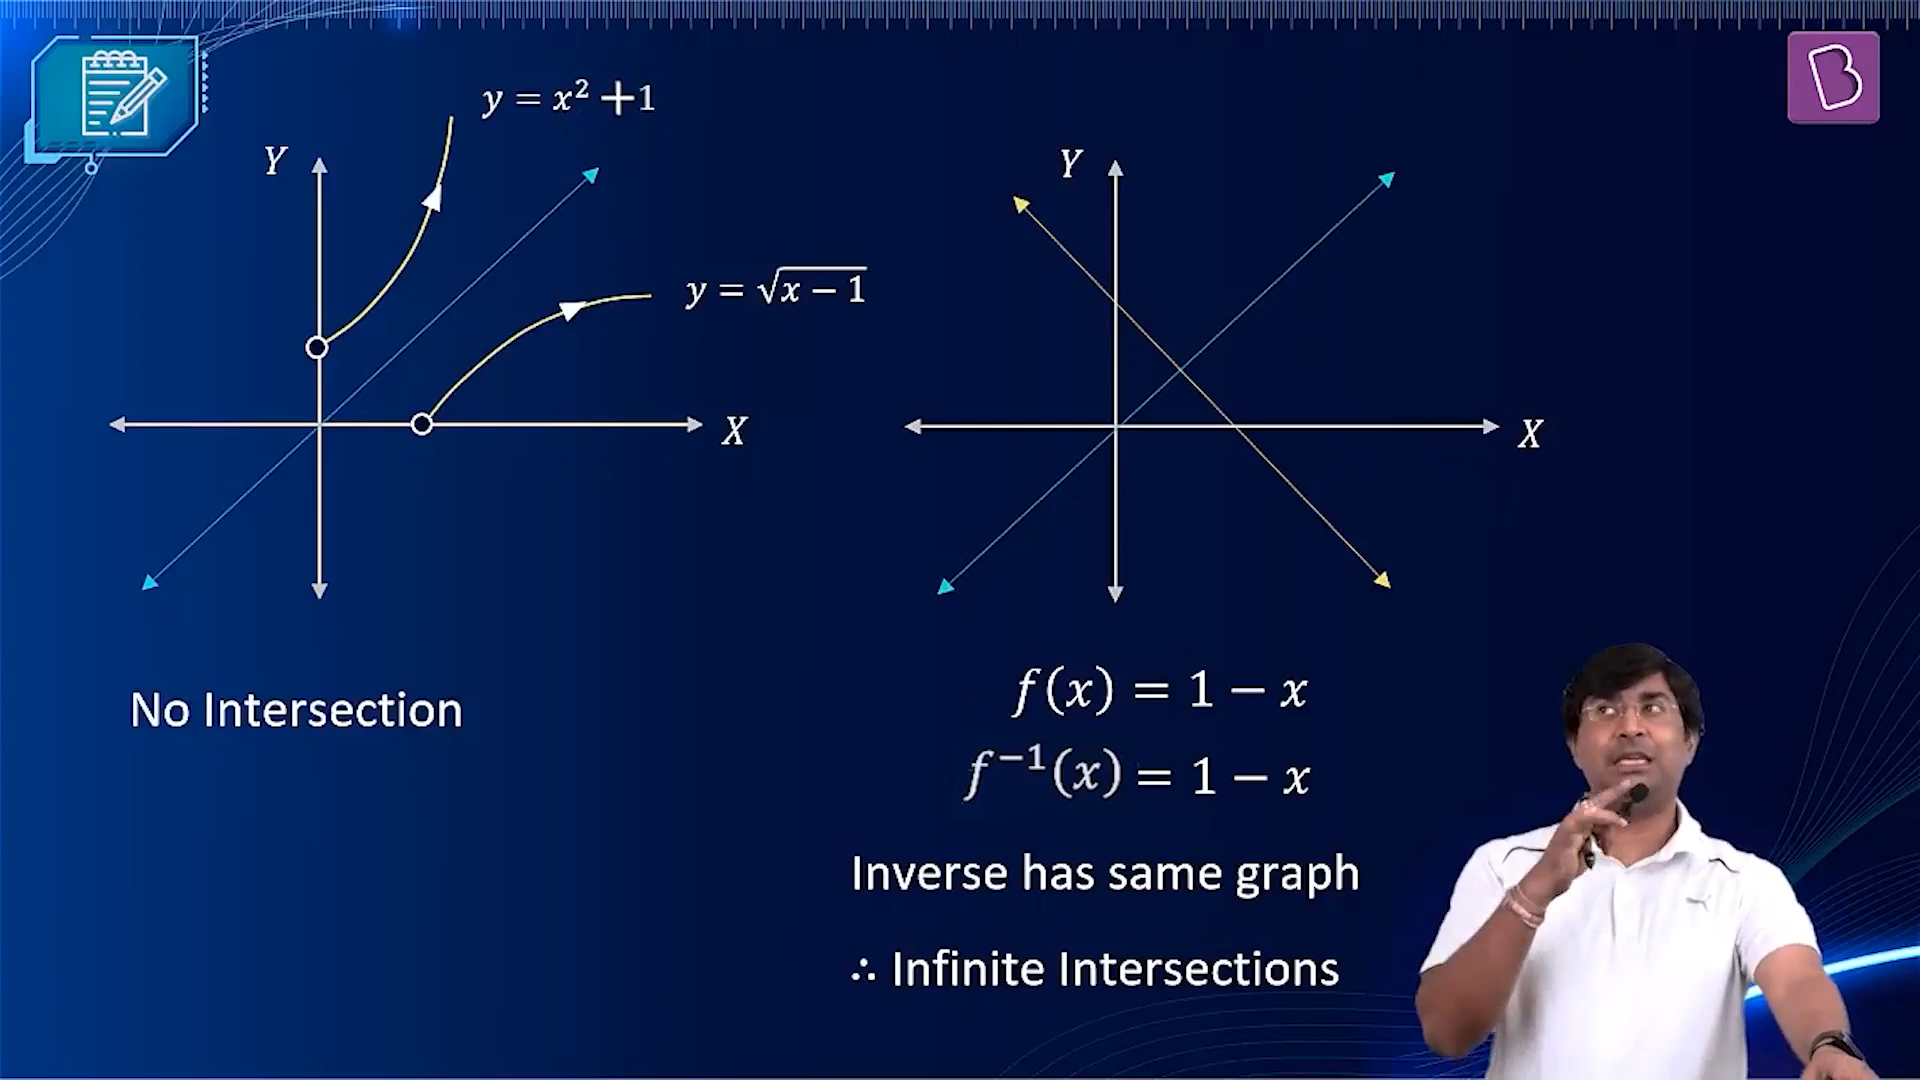 y = x² + 1
Y
y = √(x − 1)
X
No Intersection
Y
X
f(x) = 1 − x
f⁻¹(x) = 1 − x
Inverse has same graph
∴ Infinite Intersections
B